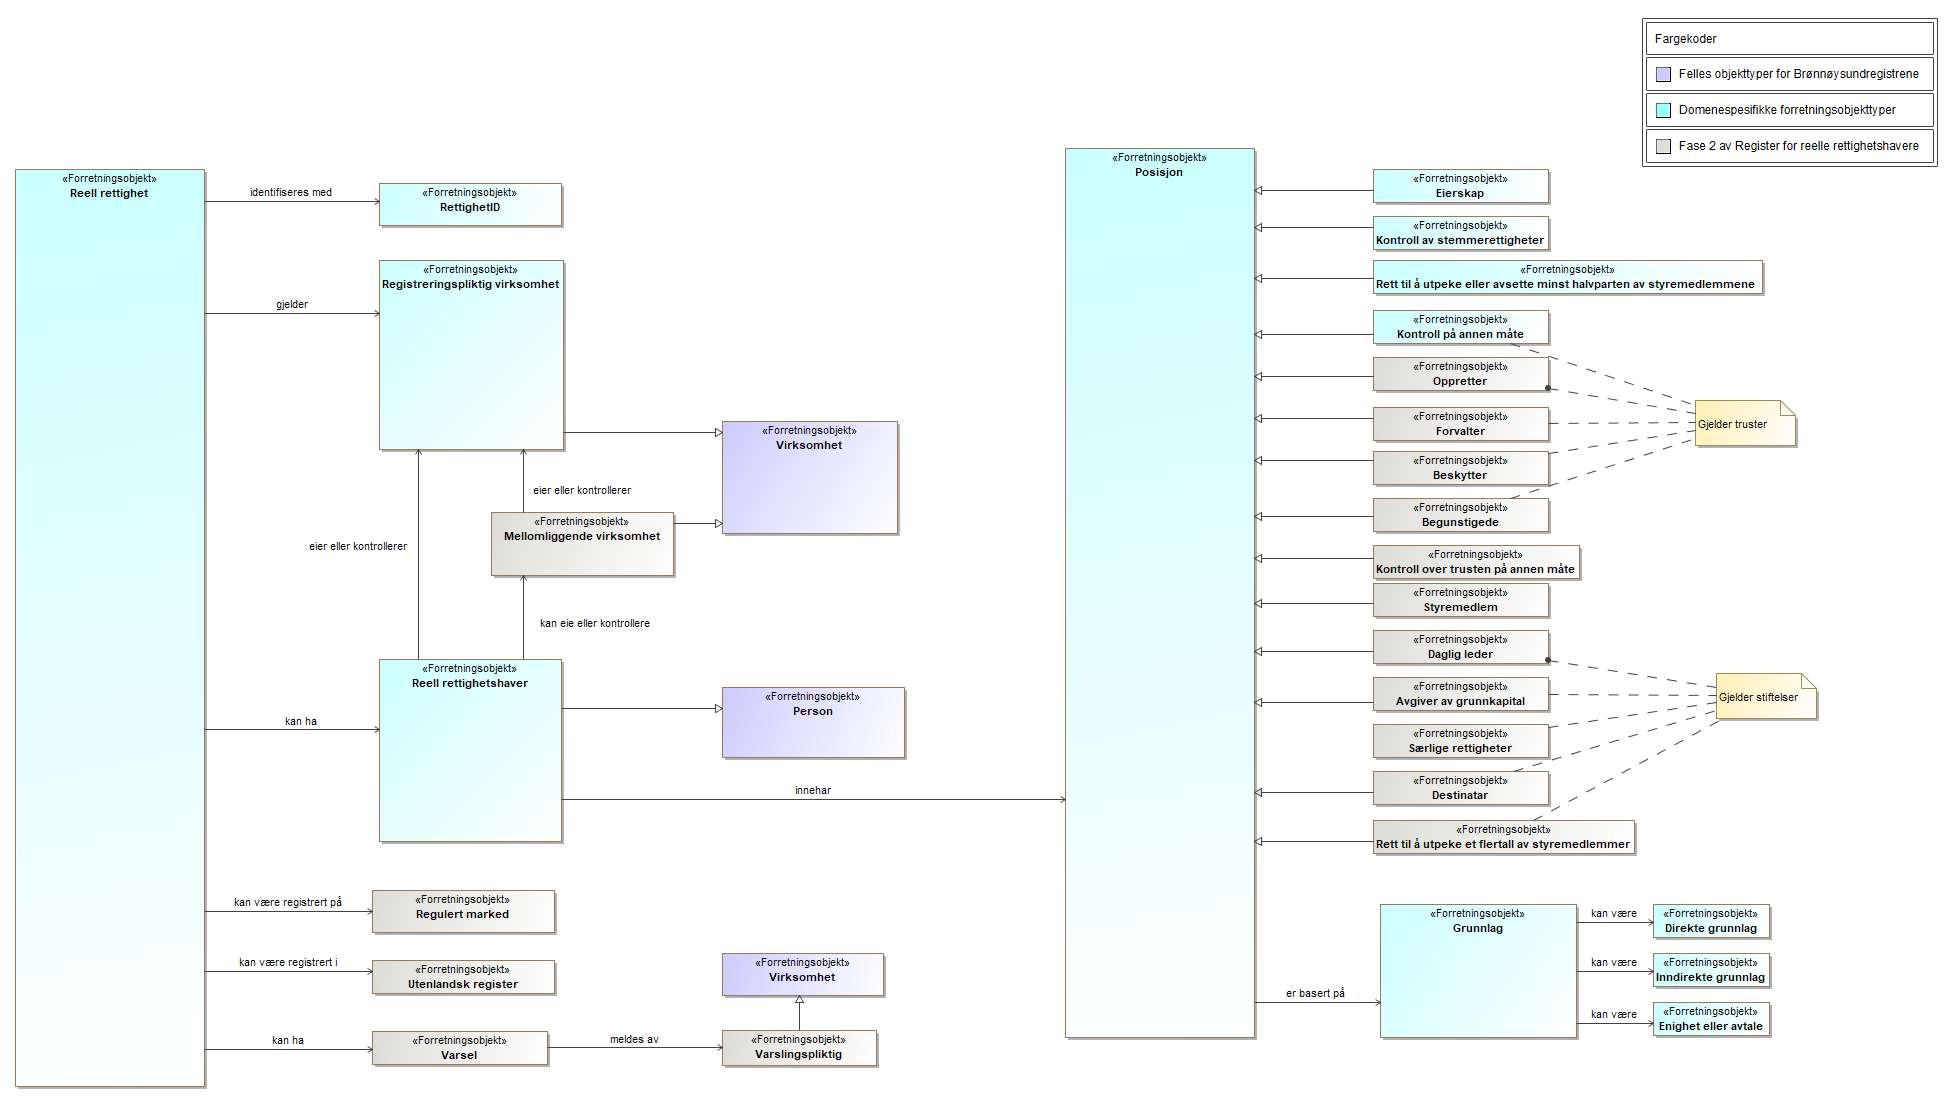 Fargekoder
Felles objekttyper for Brønnøysundregistrene
Domenespesifikke forretningsobjekttyper
Fase 2 av Register for reelle rettighetshavere
«Forretningsobjekt»
Reell rettighet
identifiseres med
«Forretningsobjekt»
RettighetID
gjelder
«Forretningsobjekt»
Registreringspliktig virksomhet
«Forretningsobjekt»
Virksomhet
eier eller kontrollerer
«Forretningsobjekt»
Mellomliggende virksomhet
eier eller kontrollerer
kan eie eller kontrollere
kan ha
«Forretningsobjekt»
Reell rettighetshaver
«Forretningsobjekt»
Person
innehar
kan være registrert på
«Forretningsobjekt»
Regulert marked
kan være registrert i
«Forretningsobjekt»
Utenlandsk register
«Forretningsobjekt»
Virksomhet
kan ha
«Forretningsobjekt»
Varsel
meldes av
«Forretningsobjekt»
Varslingspliktig
«Forretningsobjekt»
Posisjon
«Forretningsobjekt»
Eierskap
«Forretningsobjekt»
Kontroll av stemmerettigheter
«Forretningsobjekt»
Rett til å utpeke eller avsette minst halvparten av styremedlemmene
«Forretningsobjekt»
Kontroll på annen måte
«Forretningsobjekt»
Oppretter
«Forretningsobjekt»
Forvalter
Gjelder truster
«Forretningsobjekt»
Beskytter
«Forretningsobjekt»
Begunstigede
«Forretningsobjekt»
Kontroll over trusten på annen måte
«Forretningsobjekt»
Styremedlem
«Forretningsobjekt»
Daglig leder
«Forretningsobjekt»
Avgiver av grunnkapital
Gjelder stiftelser
«Forretningsobjekt»
Særlige rettigheter
«Forretningsobjekt»
Destinatar
«Forretningsobjekt»
Rett til å utpeke et flertall av styremedlemmer
er basert på
«Forretningsobjekt»
Grunnlag
kan være
«Forretningsobjekt»
Direkte grunnlag
kan være
«Forretningsobjekt»
Inndirekte grunnlag
kan være
«Forretningsobjekt»
Enighet eller avtale